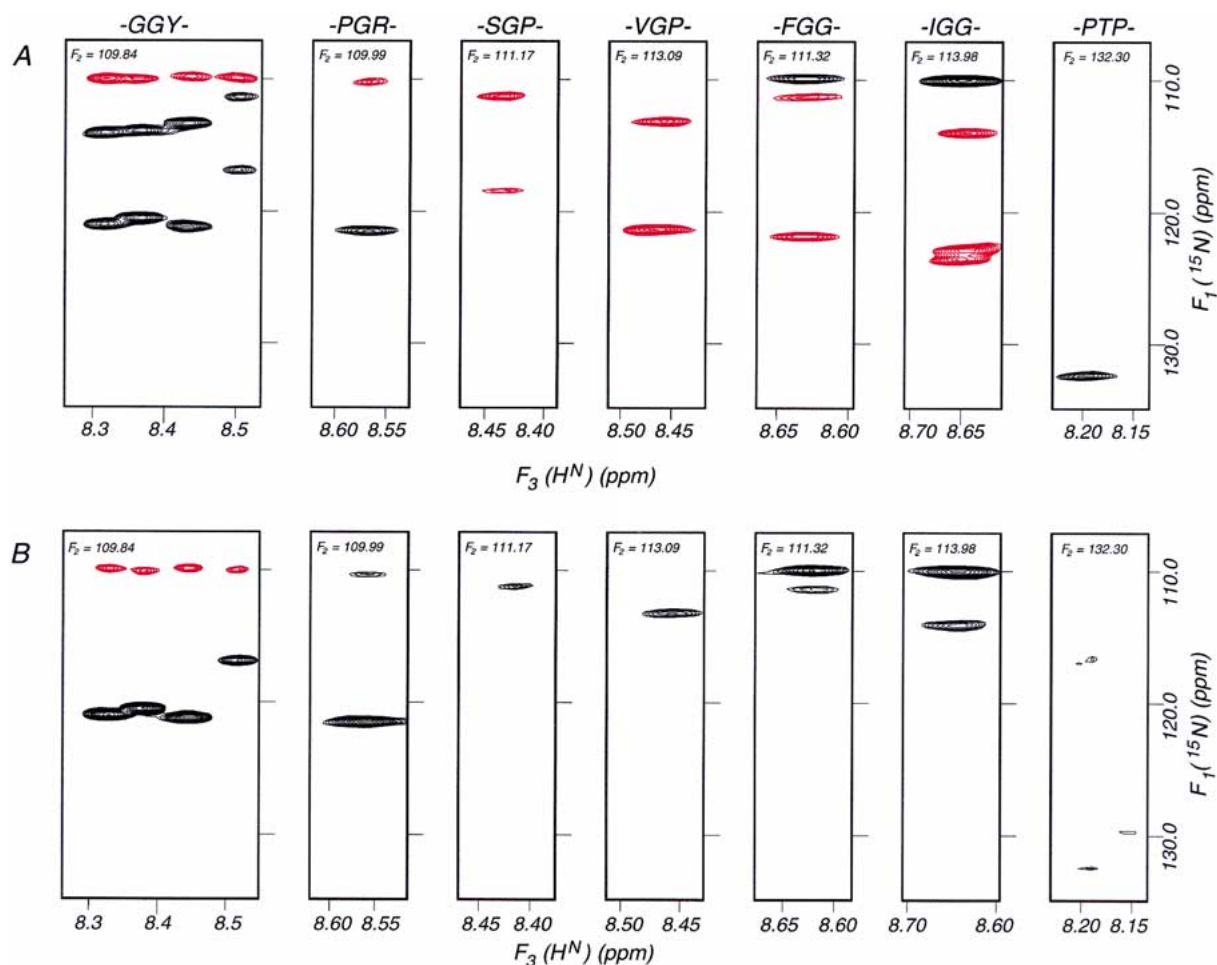 -GGY- -PGR- -SGP- -VGP- -FGG- -IGG- -PTP-
A
F2 = 109.84 F2 = 109.99 F2 = 111.17 F2 = 113.09 F2 = 111.32 F2 = 113.98 F2 = 132.30
110.0
120.0
130.0
F1 (15N) (ppm)
8.3 8.4 8.5 8.60 8.55 8.45 8.40 8.50 8.45 8.65 8.60 8.70 8.65 8.20 8.15
F3 (HN) (ppm)
B
F2 = 109.84 F2 = 109.99 F2 = 111.17 F2 = 113.09 F2 = 111.32 F2 = 113.98 F2 = 132.30
110.0
120.0
130.0
F1 (15N) (ppm)
8.3 8.4 8.5 8.60 8.55 8.45 8.40 8.50 8.45 8.65 8.60 8.70 8.60 8.20 8.15
F3 (HN) (ppm)